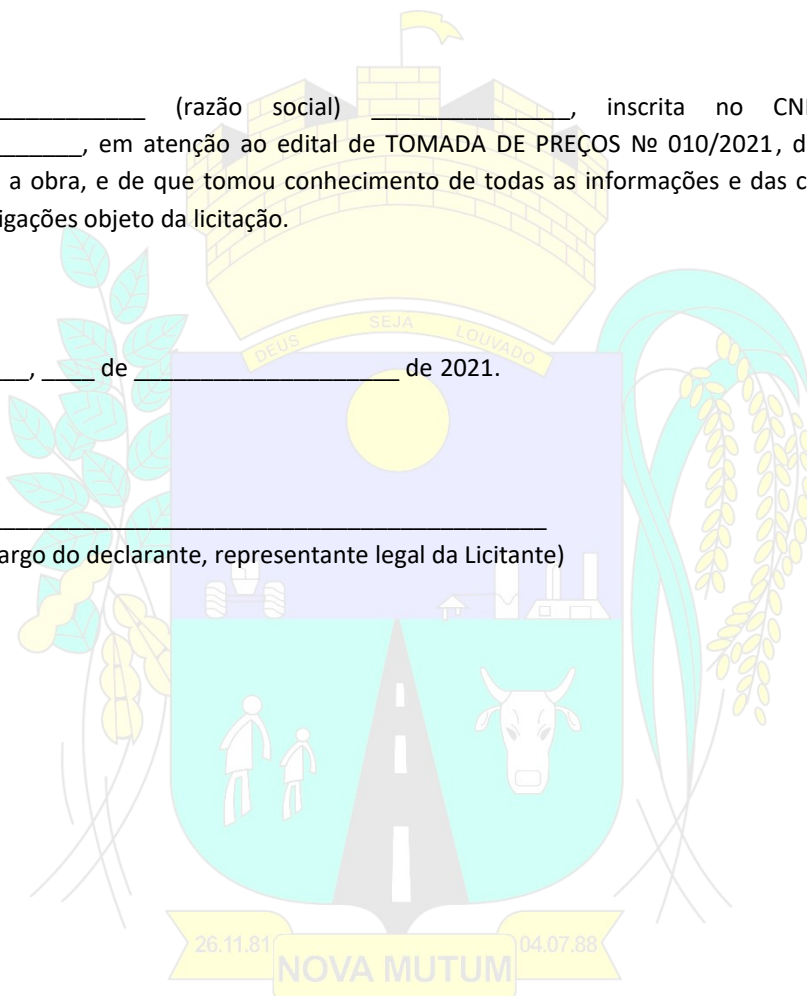 ____________ (razão social) _______________, inscrita no CN
_______, em atenção ao edital de TOMADA DE PREÇOS Nº 010/2021, d
a obra, e de que tomou conhecimento de todas as informações e das c
igações objeto da licitação.
___, ____ de ____________________ de 2021.
__________________________________________
argo do declarante, representante legal da Licitante)
DEUS SEJA LOUVADO
26.11.81 NOVA MUTUM 04.07.88